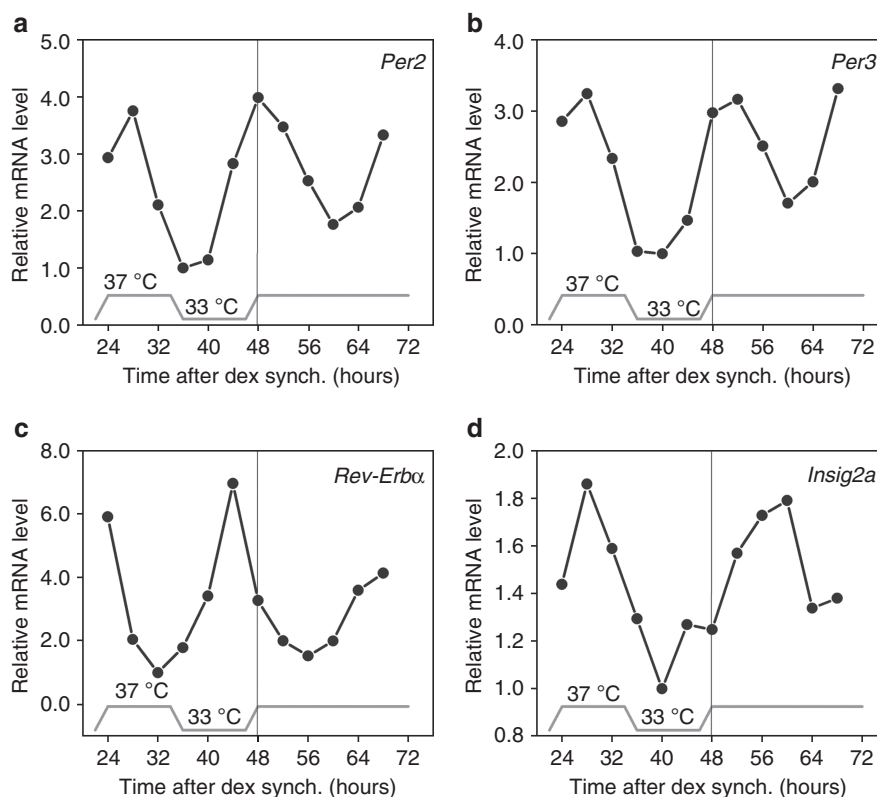 a
Per2
5.0
4.0
3.0
2.0
1.0
0.0
Relative mRNA level
37 °C
33 °C
24 32 40 48 56 64 72
Time after dex synch. (hours)
b
Per3
4.0
3.0
2.0
1.0
0.0
Relative mRNA level
37 °C
33 °C
24 32 40 48 56 64 72
Time after dex synch. (hours)
c
Rev-Erbα
8.0
6.0
4.0
2.0
0.0
Relative mRNA level
37 °C
33 °C
24 32 40 48 56 64 72
Time after dex synch. (hours)
d
Insig2a
2.0
1.8
1.6
1.4
1.2
1.0
0.8
Relative mRNA level
37 °C
33 °C
24 32 40 48 56 64 72
Time after dex synch. (hours)